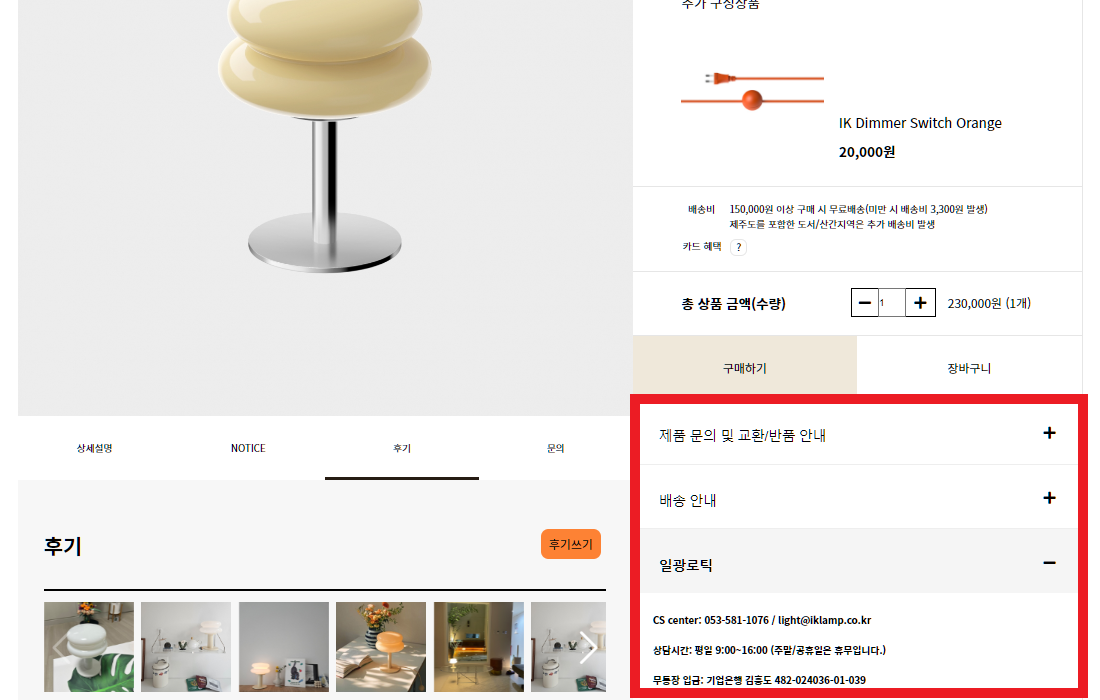 추가 구성상품
IK Dimmer Switch Orange
20,000원
배송비 150,000원 이상 구매 시 무료배송(미만 시 배송비 3,300원 발생)
제주도를 포함한 도서/산간지역은 추가 배송비 발생
카드 혜택 ?
총 상품 금액(수량) 1 230,000원 (1개)
구매하기 장바구니
제품 문의 및 교환/반품 안내
배송 안내
일광로틱
CS center: 053-581-1076 / light@iklamp.co.kr
상담시간: 평일 9:00~16:00 (주말/공휴일은 휴무입니다.)
무통장 입금: 기업은행 김흥도 482-024036-01-039
상세설명 NOTICE 후기 문의
후기 후기쓰기